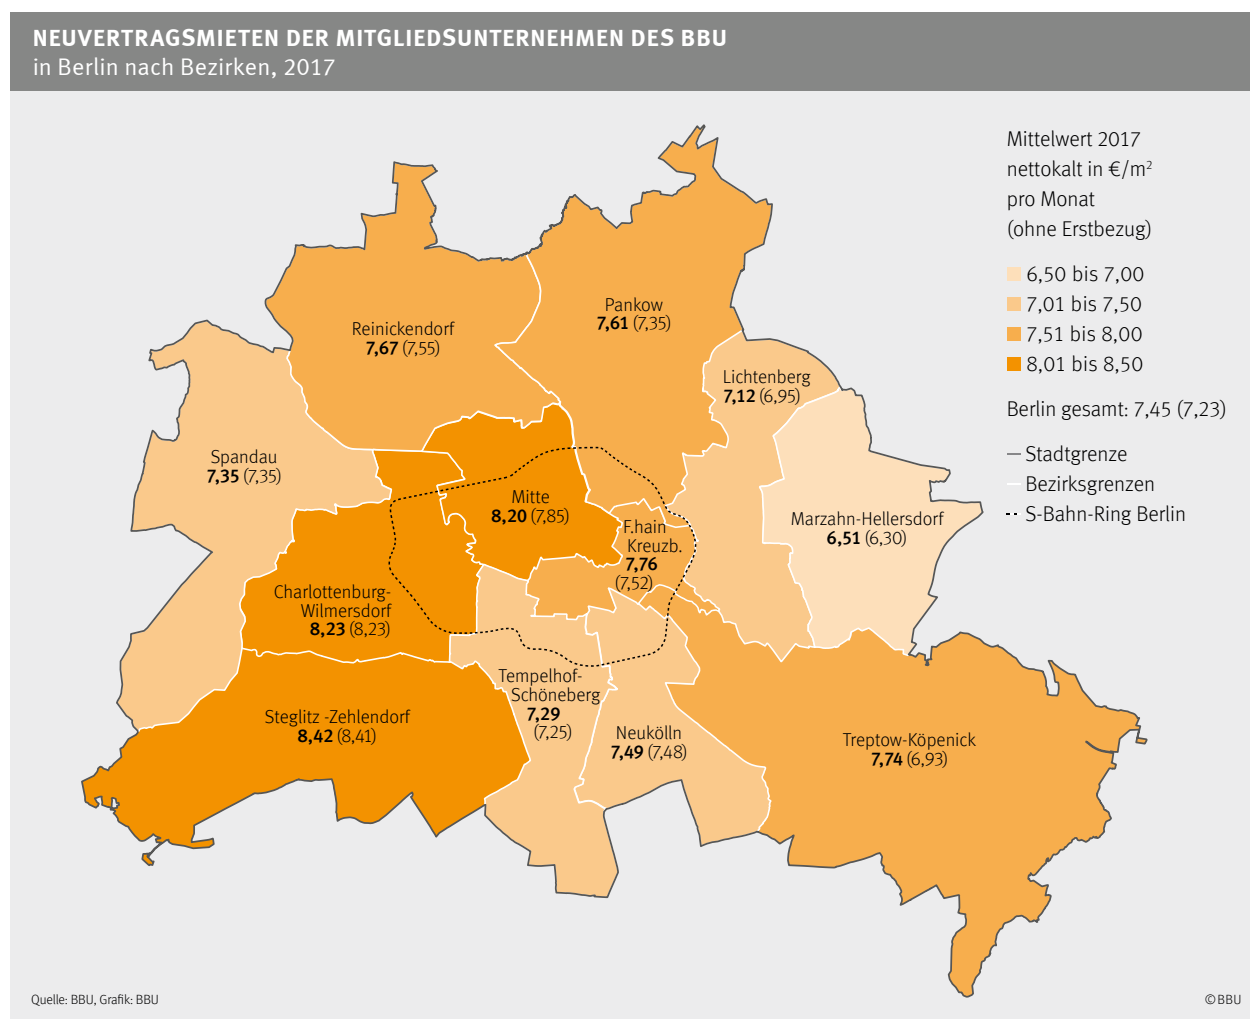 NEUVERTRAGSMIETEN DER MITGLIEDSUNTERNEHMEN DES BBU
in Berlin nach Bezirken, 2017
Mittelwert 2017
nettokalt in €/m²
pro Monat
(ohne Erstbezug)
6,50 bis 7,00
7,01 bis 7,50
7,51 bis 8,00
8,01 bis 8,50
Berlin gesamt: 7,45 (7,23)
Stadtgrenze
Bezirksgrenzen
S-Bahn-Ring Berlin
Pankow
7,61 (7,35)
Reinickendorf
7,67 (7,55)
Lichtenberg
7,12 (6,95)
Spandau
7,35 (7,35)
Mitte
8,20 (7,85)
Marzahn-Hellersdorf
6,51 (6,30)
F.hain
Kreuzb.
7,76
(7,52)
Charlottenburg-
Wilmersdorf
8,23 (8,23)
Tempelhof-
Schöneberg
7,29
(7,25)
Steglitz -Zehlendorf
8,42 (8,41)
Neukölln
7,49 (7,48)
Treptow-Köpenick
7,74 (6,93)
Quelle: BBU, Grafik: BBU
© BBU